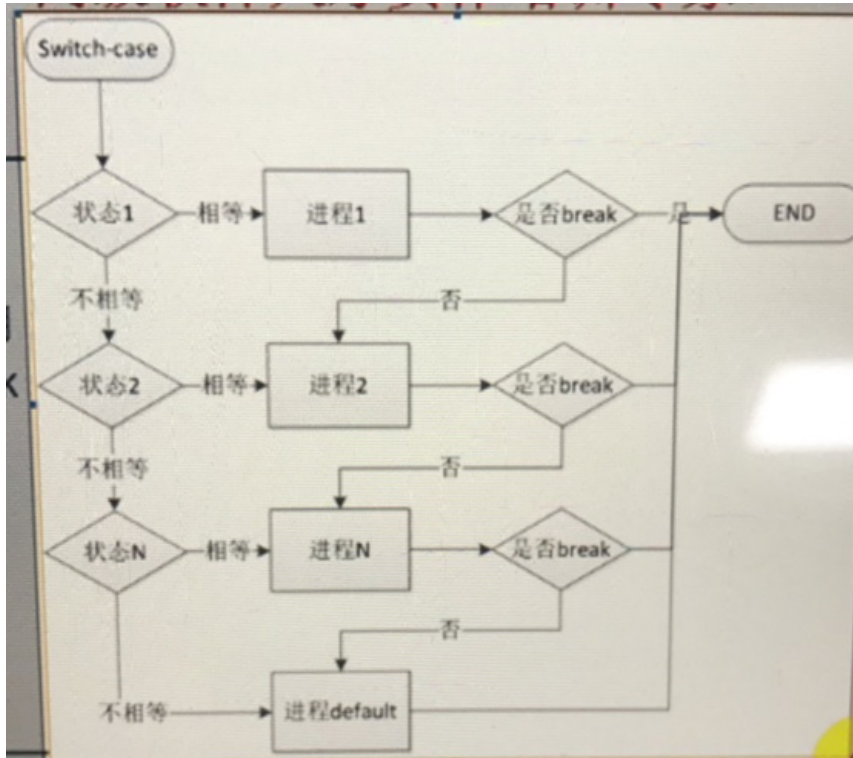 Switch-case
状态1
相等
进程1
是否break
是
END
不相等
否
状态2
相等
进程2
是否break
不相等
否
状态N
相等
进程N
是否break
否
不相等
进程default